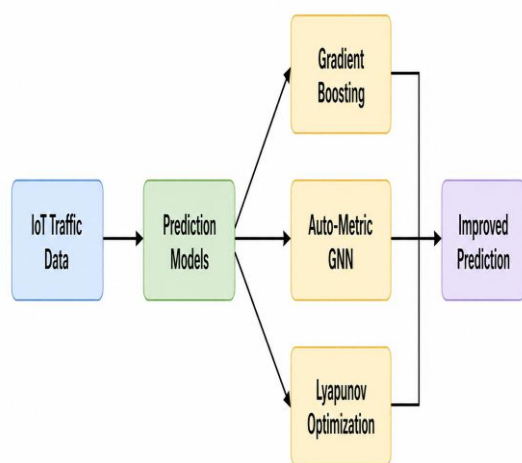 Gradient
Boosting
IoT Traffic
Data
Prediction
Models
Auto-Metric
GNN
Improved
Prediction
Lyapunov
Optimization